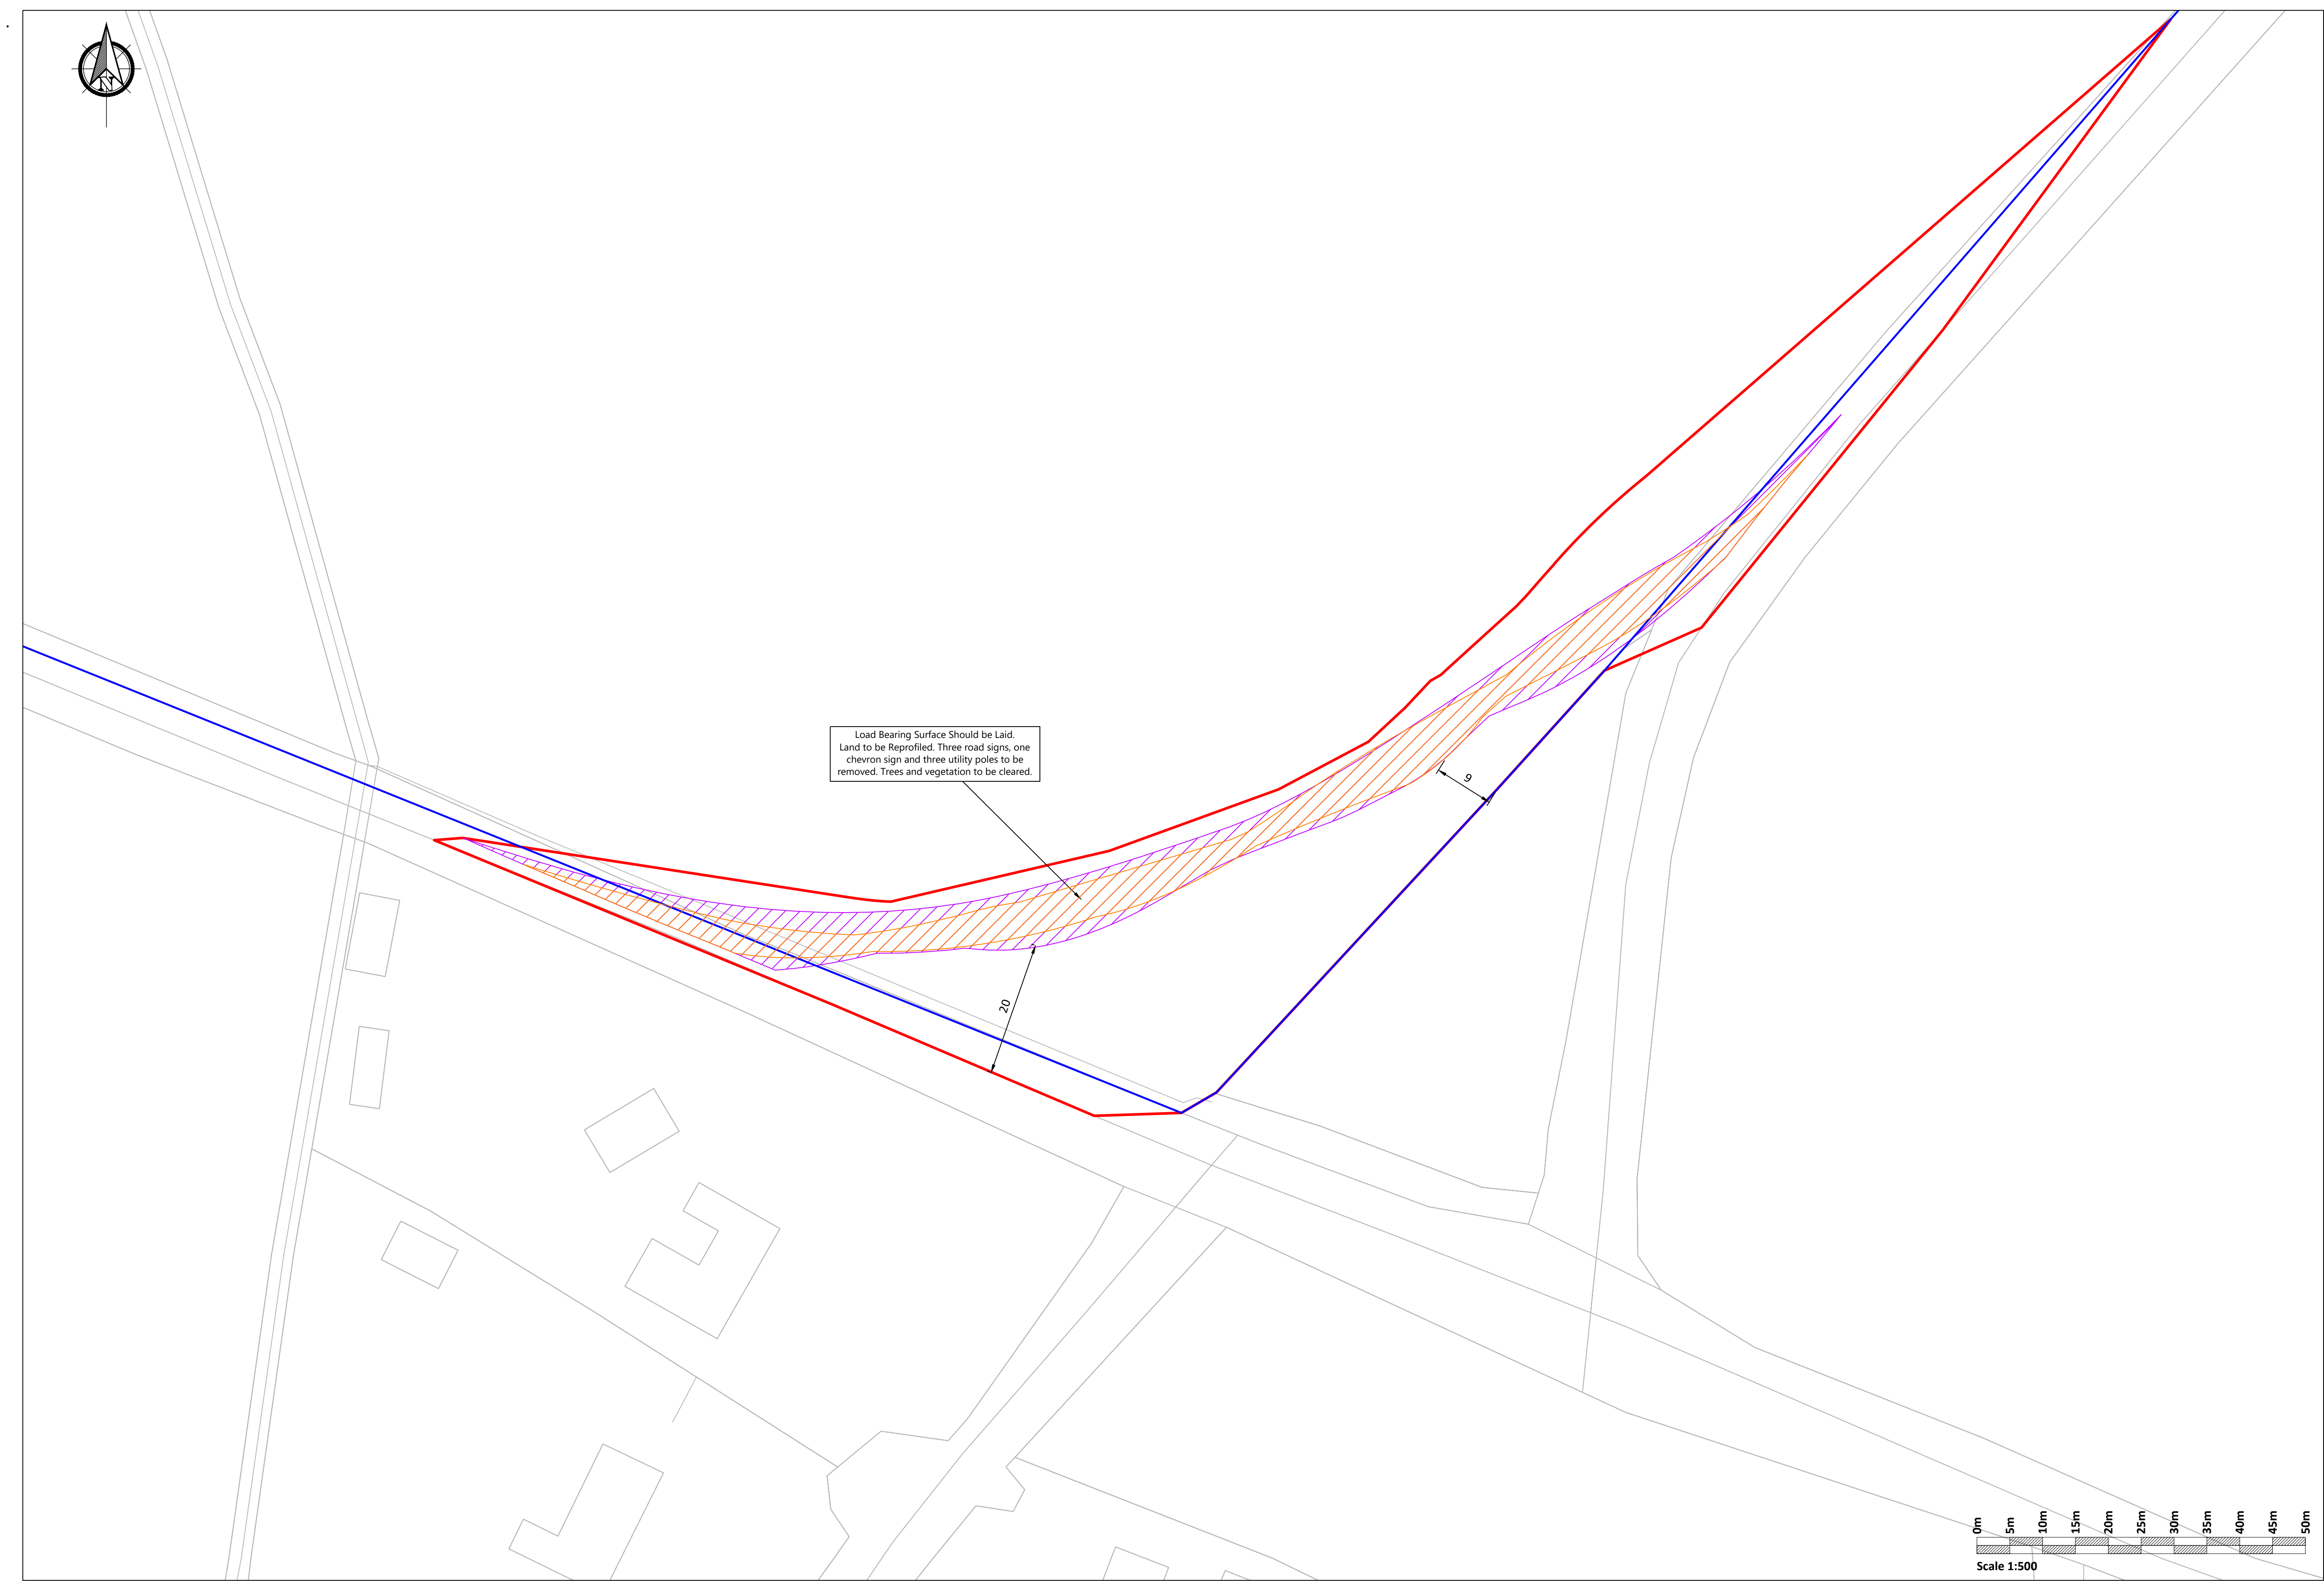 N
Load Bearing Surface Should be Laid.
Land to be Reprofiled. Three road signs, one
chevron sign and three utility poles to be
removed. Trees and vegetation to be cleared.
9
20
0m
5m
10m
15m
20m
25m
30m
35m
40m
45m
50m
Scale 1:500